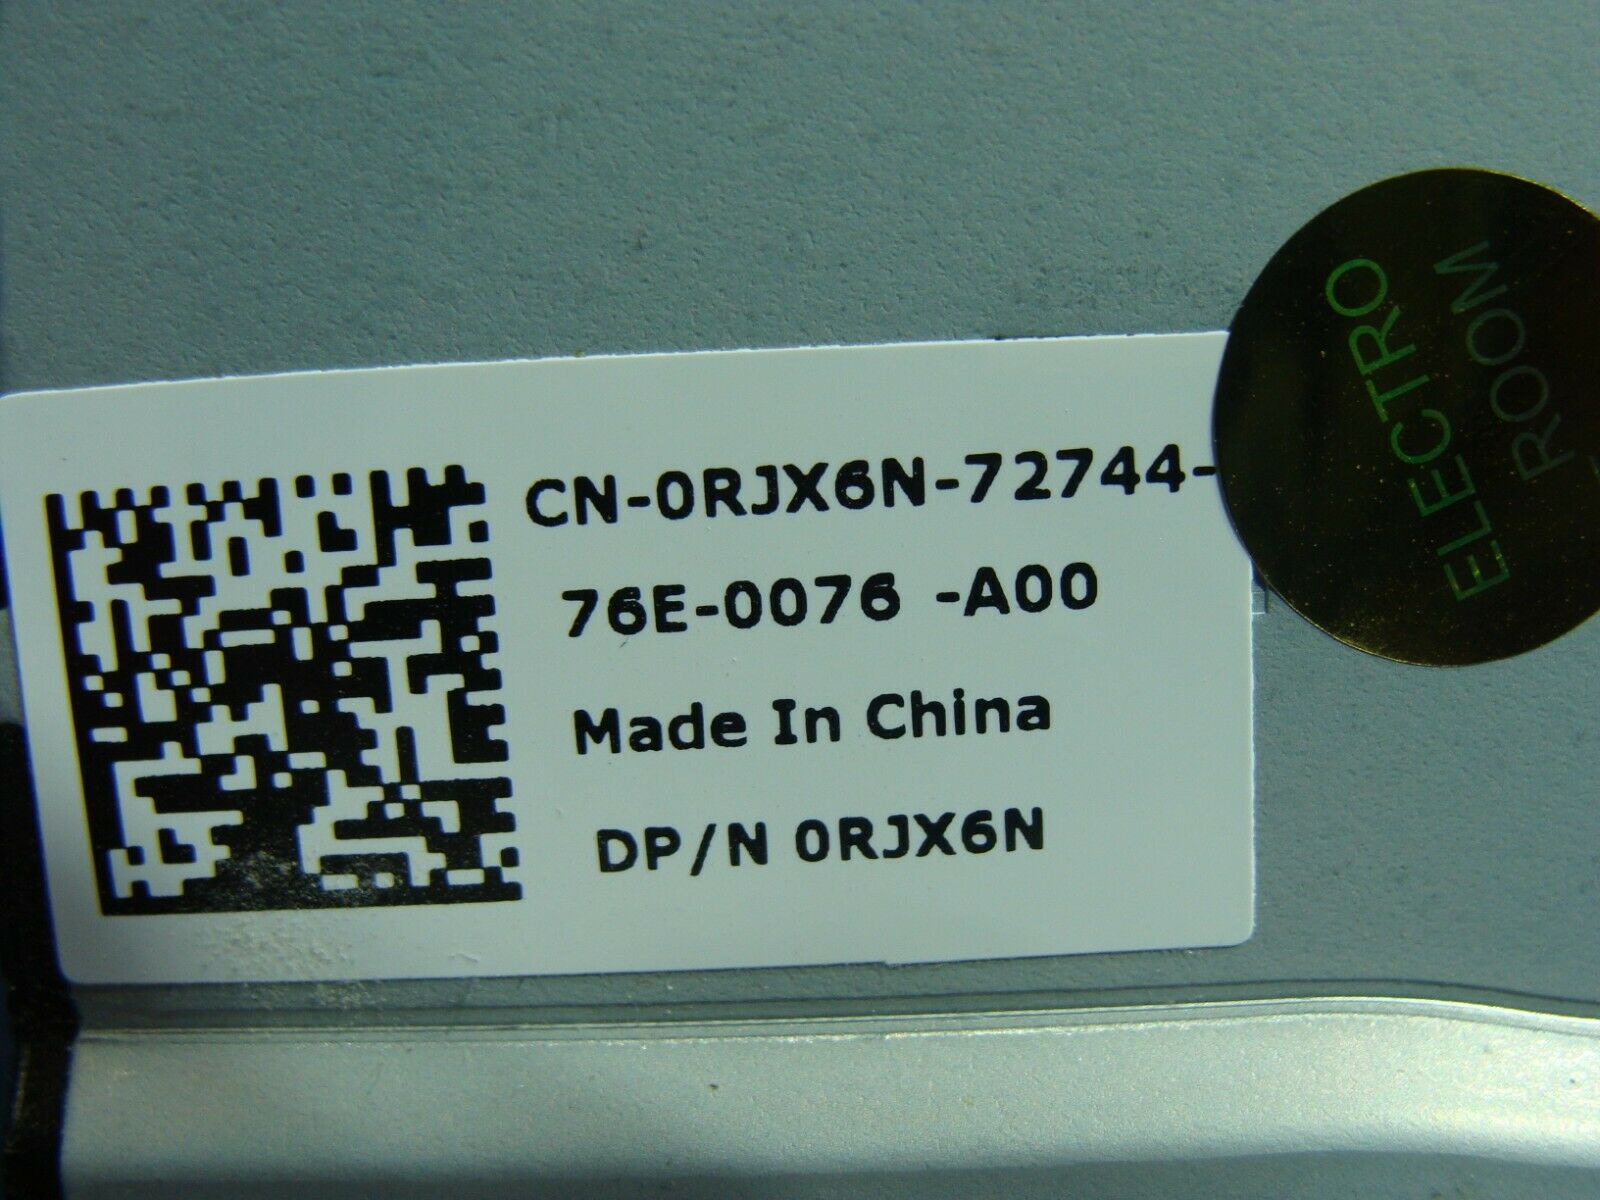 CN-0RJX6N-72744-
76E-0076 -A00
Made In China
DP/N 0RJX6N
ELECTRO
ROOM